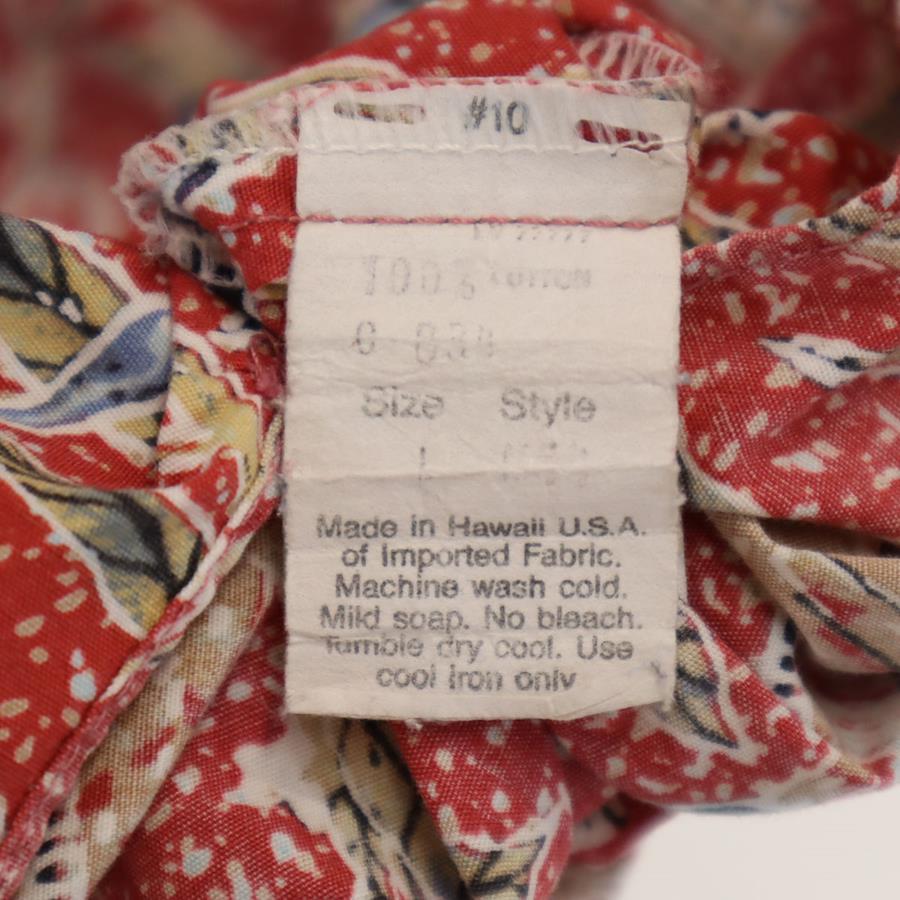 #10
100% COTTON
Size Style
Made in Hawaii U.S.A.
of Imported Fabric.
Machine wash cold.
Mild soap. No bleach.
Tumble dry cool. Use
cool iron only